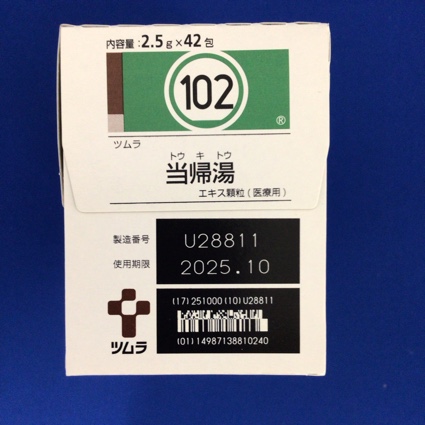 内容量:2.5g×42包
102
®
ツムラ
トウ キ トウ
当帰湯
エキス顆粒(医療用)
製造番号 U28811
使用期限 2025.10
(17)251000(10)U28811
(01)14987138810240
ツムラ